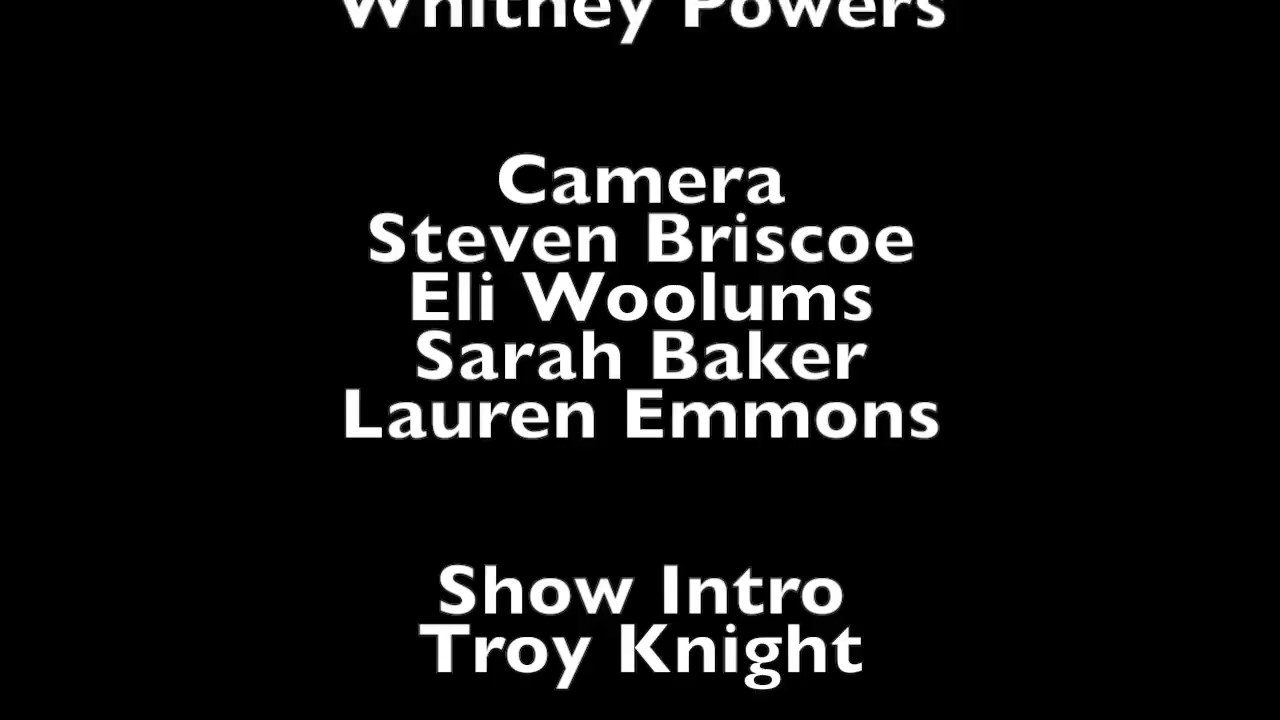 Whitney Powers
Camera
Steven Briscoe
Eli Woolums
Sarah Baker
Lauren Emmons
Show Intro
Troy Knight